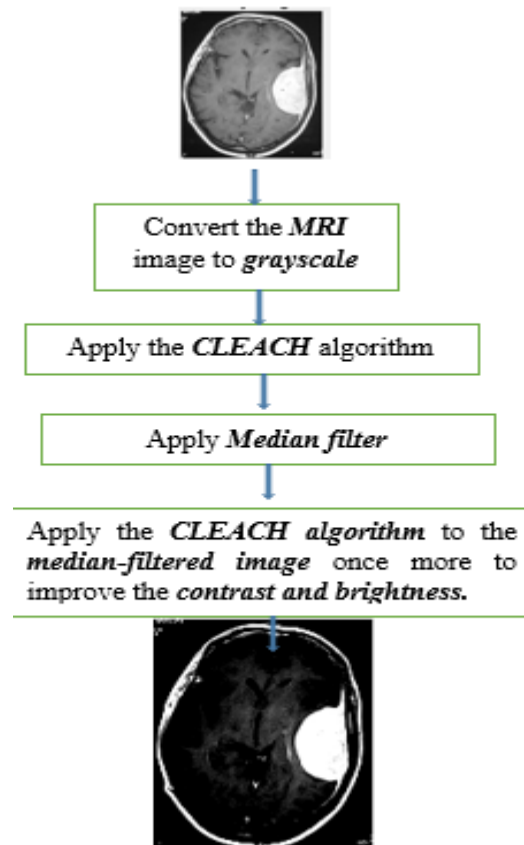 Convert the MRI
image to grayscale
Apply the CLEACH algorithm
Apply Median filter
Apply the CLEACH algorithm to the
median-filtered image once more to
improve the contrast and brightness.